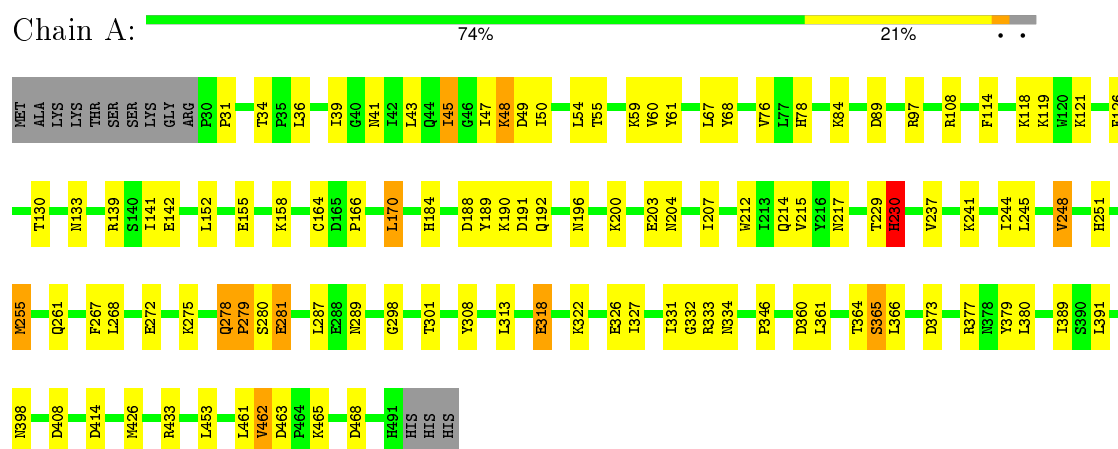 Chain A:
74% 21% • •
MET ALA LYS LYS THR SER SER LYS GLY ARG P30 P31 T34 P35 L36 I39 G40 N41 I42 L43 Q44 I45 G46 I47 K48 D49 I50 L54 T55 K59 V60 Y61 L67 Y68 V76 L77 H78 K84 D89 R97 R108 F114 K118 K119 W120 K121
T130 N133 R139 S140 I141 E142 L152 E155 K158 C164 D165 P166 L170 H184 D188 Y189 K190 D191 Q192 N196 K200 E203 N204 I207 W212 I213 Q214 V215 Y216 N217 T229 H230 V237 K241 I244 L245 V248 H251
M255 Q261 F267 L268 E272 K275 Q278 P279 S280 E281 L287 E288 N289 G298 T301 Y308 L313 E318 K322 E326 I327 I331 G332 R333 N334 P346 D360 L361 T364 S365 L366 D373 R377 N378 Y379 L380 I389 S390 L391
N398 D408 D414 M426 R433 L453 L461 V462 D463 P464 K465 D468 H491 HIS HIS HIS